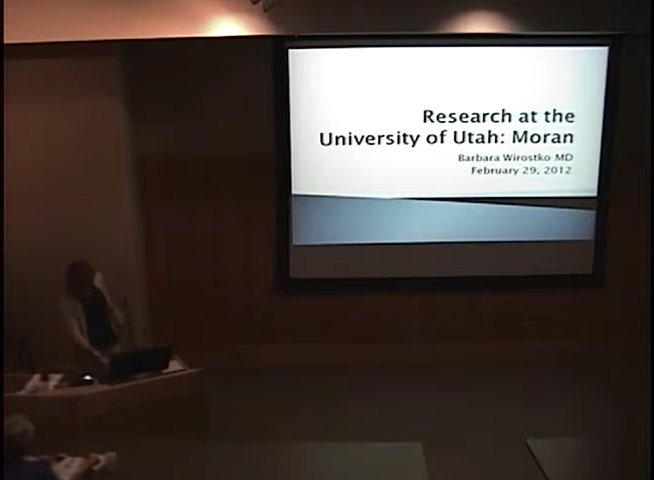 Research at the
University of Utah: Moran
Barbara Wirostko MD
February 29, 2012